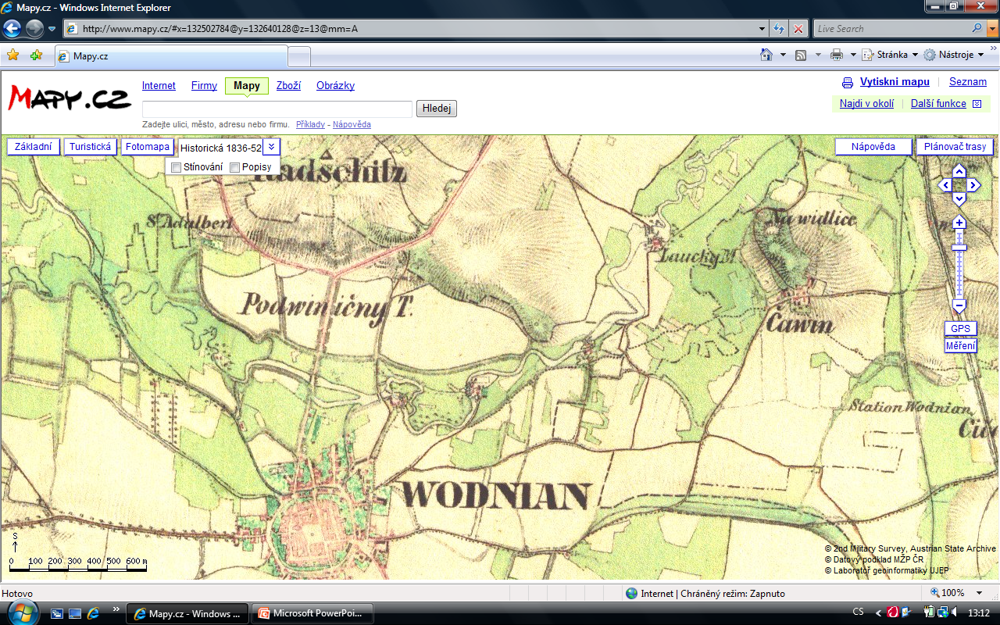 Mapy.cz - Windows Internet Explorer
http://www.mapy.cz/#x=132502784@y=132640128@z=13@mm=A
Live Search
Mapy.cz
Stránka
Nástroje
MAPY.CZ
Internet Firmy Mapy Zboží Obrázky
Vytiskni mapu Seznam
Hledej
Najdi v okolí Další funkce
Zadejte ulici, město, adresu nebo firmu. Příklady - Nápověda
Základní Turistická Fotomapa Historická 1836-52
Nápověda Plánovač trasy
Stínování Popisy
Radschitz
St. Adalbert
Na widlice
Laucky M.
Podwiničny T.
Čawin
GPS
Měření
Station Wodnian
WODNIAN
S
0 100 200 300 400 500 600 m
© 2nd Military Survey, Austrian State Archive
© Datový podklad MŽP ČR
© Laboratoř geoinformatiky UJEP
Hotovo
Internet | Chráněný režim: Zapnuto
100%
Mapy.cz - Windows ...
Microsoft PowerPoi...
CS
13:12